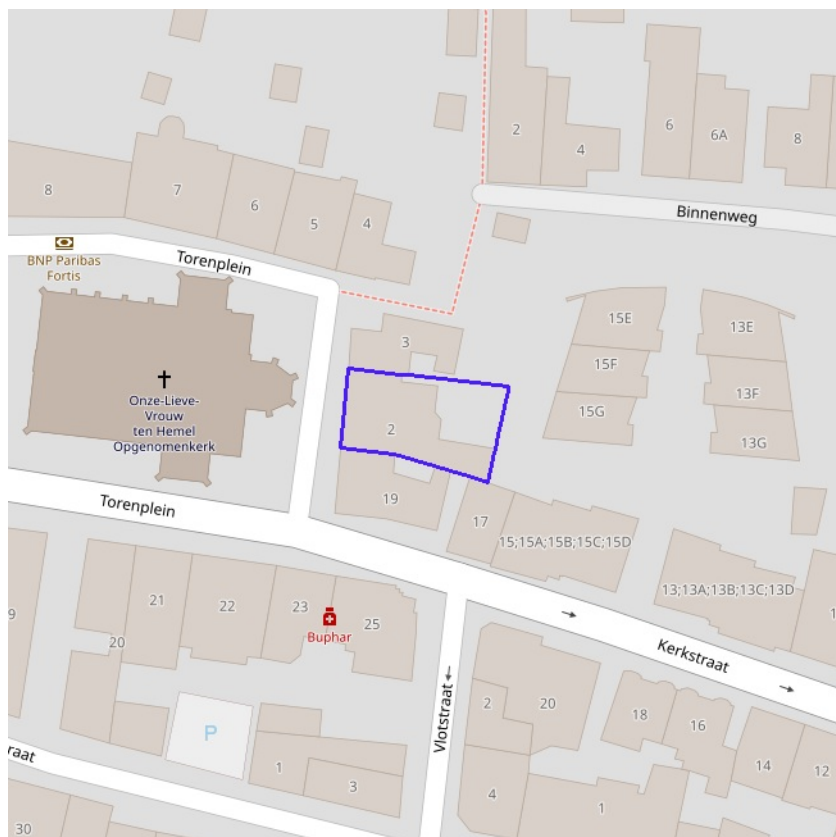 2
4
6
6A
8
8
7
6
5
4
Binnenweg
Torenplein
BNP Paribas
Fortis
3
15E
13E
15F
13F
15G
13G
Onze-Lieve-
Vrouw
ten Hemel
Opgenomenkerk
2
19
17
15;15A;15B;15C;15D
Torenplein
13;13A;13B;13C;13D
21
22
23
25
Buphar
20
9
Kerkstraat
Vlotstraat
2
20
18
16
14
12
P
1
3
4
1
raat
30